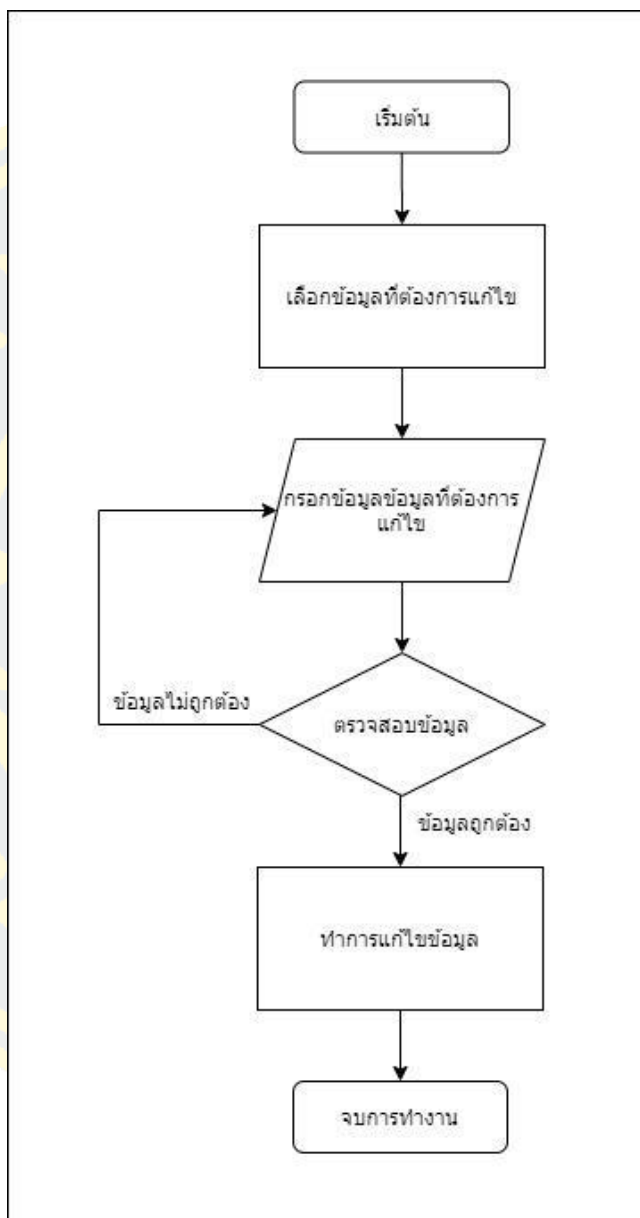 เริ่มต้น
เลือกข้อมูลที่ต้องการแก้ไข
กรอกข้อมูลข้อมูลที่ต้องการ
แก้ไข
ข้อมูลไม่ถูกต้อง
ตรวจสอบข้อมูล
ข้อมูลถูกต้อง
ทำการแก้ไขข้อมูล
จบการทำงาน